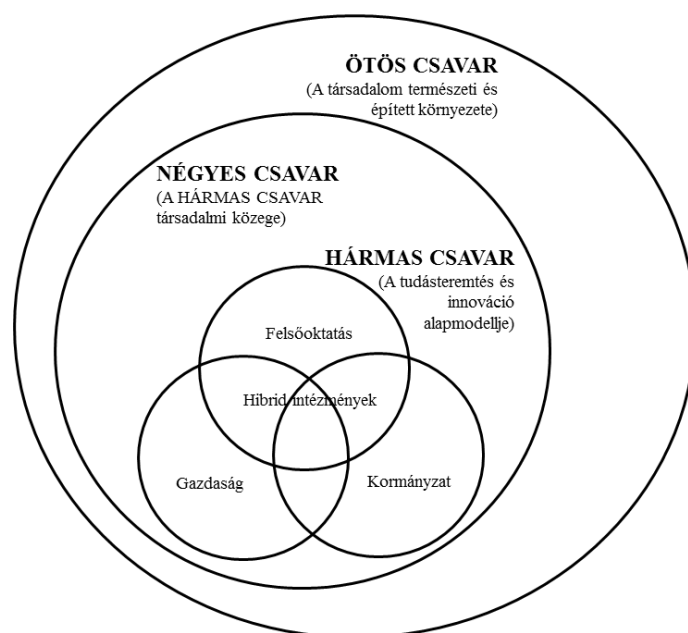 ÖTÖS CSAVAR
(A társadalom természeti és
épített környezete)
NÉGYES CSAVAR
(A HÁRMAS CSAVAR
társadalmi közege)
HÁRMAS CSAVAR
(A tudásteremtés és
innováció
alapmodellje)
Felsőoktatás
Hibrid intézmények
Gazdaság
Kormányzat